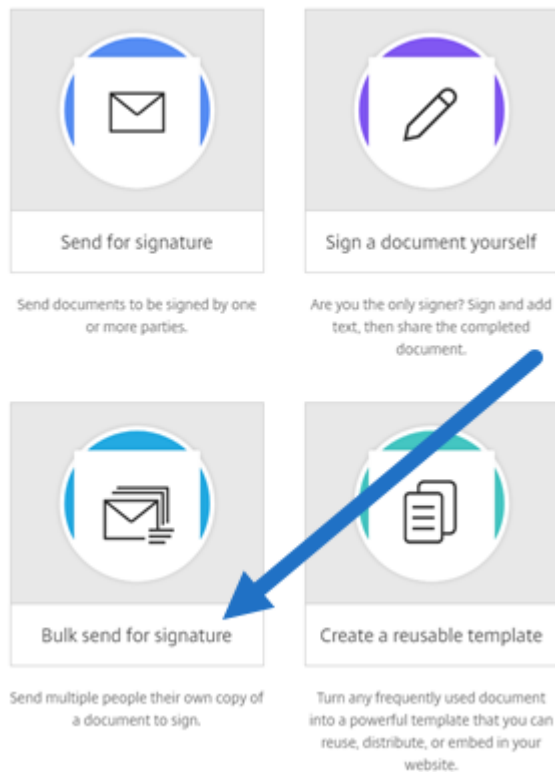 Send for signature
Send documents to be signed by one
or more parties.
Sign a document yourself
Are you the only signer? Sign and add
text, then share the completed
document.
Bulk send for signature
Send multiple people their own copy of
a document to sign.
Create a reusable template
Turn any frequently used document
into a powerful template that you can
reuse, distribute, or embed in your
website.